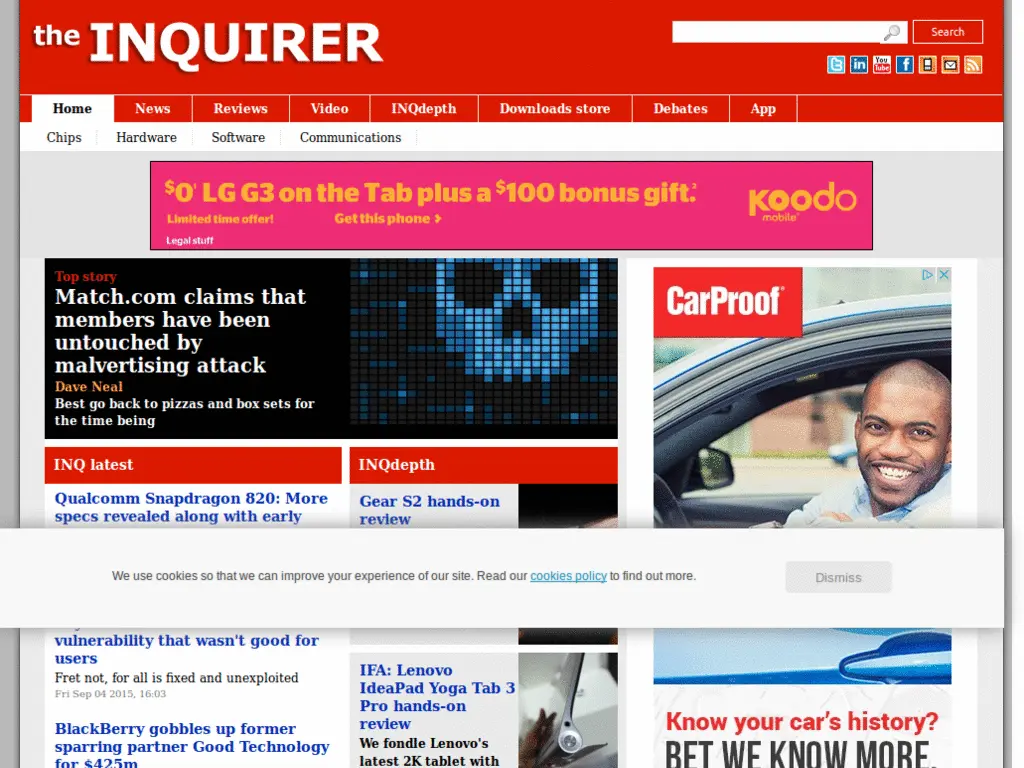 the INQUIRER
Search
You
Tube
Home
News
Reviews
Video
INQdepth
Downloads store
Debates
App
Chips
Hardware
Software
Communications
$0¹ LG G3 on the Tab plus a $100 bonus gift.²
Limited time offer!
Get this phone >
Legal stuff
koodo
mobile
Top story
Match.com claims that
members have been
untouched by
malvertising attack
Dave Neal
Best go back to pizzas and box sets for
the time being
CarProof
INQ latest
Qualcomm Snapdragon 820: More
specs revealed along with early
INQdepth
Gear S2 hands-on
review
We use cookies so that we can improve your experience of our site. Read our cookies policy to find out more.
Dismiss
vulnerability that wasn't good for
users
Fret not, for all is fixed and unexploited
Fri Sep 04 2015, 16:03
BlackBerry gobbles up former
sparring partner Good Technology
for $425m
IFA: Lenovo
IdeaPad Yoga Tab 3
Pro hands-on
review
We fondle Lenovo's
latest 2K tablet with
Know your car's history?
BET WE KNOW MORE.